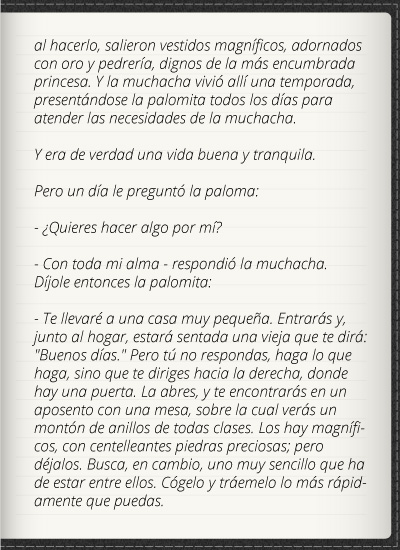 al hacerlo, salieron vestidos magníficos, adornados
con oro y pedrería, dignos de la más encumbrada
princesa. Y la muchacha vivió allí una temporada,
presentándose la palomita todos los días para
atender las necesidades de la muchacha.
Y era de verdad una vida buena y tranquila.
Pero un día le preguntó la paloma:
- ¿Quieres hacer algo por mí?
- Con toda mi alma - respondió la muchacha.
Díjole entonces la palomita:
- Te llevaré a una casa muy pequeña. Entrarás y,
junto al hogar, estará sentada una vieja que te dirá:
"Buenos días." Pero tú no respondas, haga lo que
haga, sino que te diriges hacia la derecha, donde
hay una puerta. La abres, y te encontrarás en un
aposento con una mesa, sobre la cual verás un
montón de anillos de todas clases. Los hay magnífi-
cos, con centelleantes piedras preciosas; pero
déjalos. Busca, en cambio, uno muy sencillo que ha
de estar entre ellos. Cógelo y tráemelo lo más rápid-
amente que puedas.